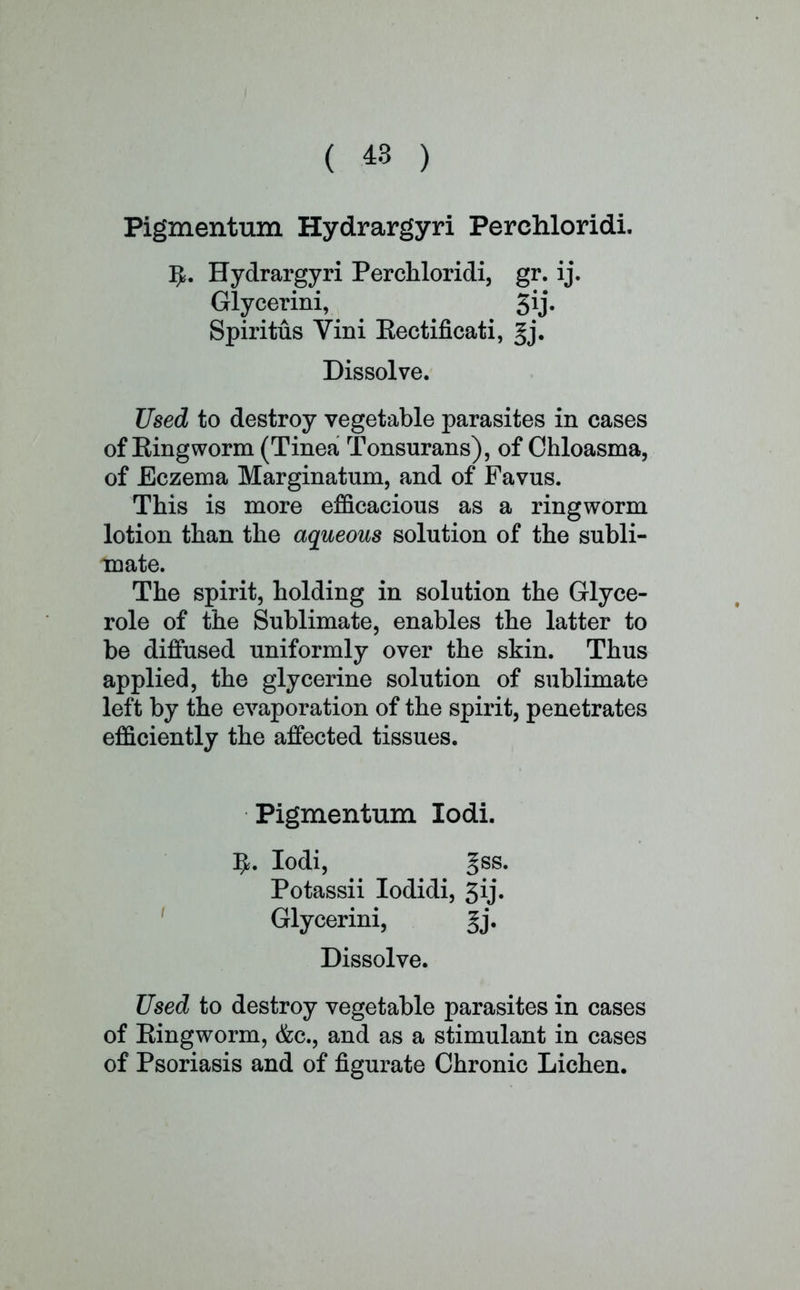 ( 43 )
Pigmentum Hydrargyri Perchloridi.
℞. Hydrargyri Perchloridi, gr. ij.
Glycerini, ʒij.
Spiritûs Vini Rectificati, ℥j.
Dissolve.
Used to destroy vegetable parasites in cases
of Ringworm (Tinea Tonsurans), of Chloasma,
of Eczema Marginatum, and of Favus.
This is more efficacious as a ringworm
lotion than the aqueous solution of the subli-
mate.
The spirit, holding in solution the Glyce-
role of the Sublimate, enables the latter to
be diffused uniformly over the skin. Thus
applied, the glycerine solution of sublimate
left by the evaporation of the spirit, penetrates
efficiently the affected tissues.
Pigmentum Iodi.
℞. Iodi, ℥ss.
Potassii Iodidi, ʒij.
Glycerini, ℥j.
Dissolve.
Used to destroy vegetable parasites in cases
of Ringworm, &c., and as a stimulant in cases
of Psoriasis and of figurate Chronic Lichen.